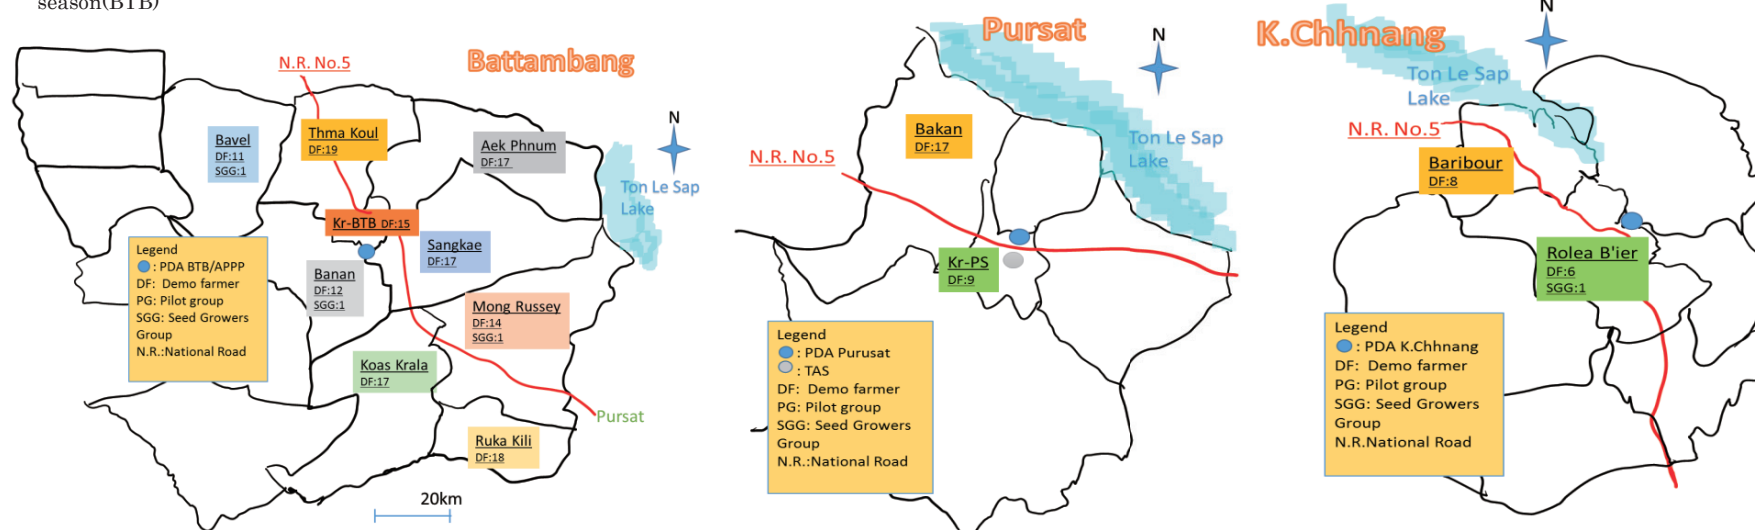 season(BTB)
Battambang
N.R. No.5
N
Bavel
DF:11
SGG:1
Thma Koul
DF:19
Aek Phnum
DF:17
Ton Le Sap
Lake
Kr-BTB DF:15
Sangkae
DF:17
Banan
DF:12
SGG:1
Mong Russey
DF:14
SGG:1
Koas Krala
DF:17
Pursat
Ruka Kili
DF:18
20km
Legend
: PDA BTB/APPP
DF: Demo farmer
PG: Pilot group
SGG: Seed Growers
Group
N.R.:National Road
Pursat
N
Bakan
DF:17
Ton Le Sap
Lake
N.R. No.5
Kr-PS
DF:9
Legend
: PDA Purusat
: TAS
DF: Demo farmer
PG: Pilot group
SGG: Seed Growers
Group
N.R.:National Road
K.Chhnang
N
Ton Le Sap
Lake
N.R. No.5
Baribour
DF:8
Rolea B'ier
DF:6
SGG:1
Legend
: PDA K.Chhnang
DF: Demo farmer
PG: Pilot group
SGG: Seed Growers
Group
N.R.National Road